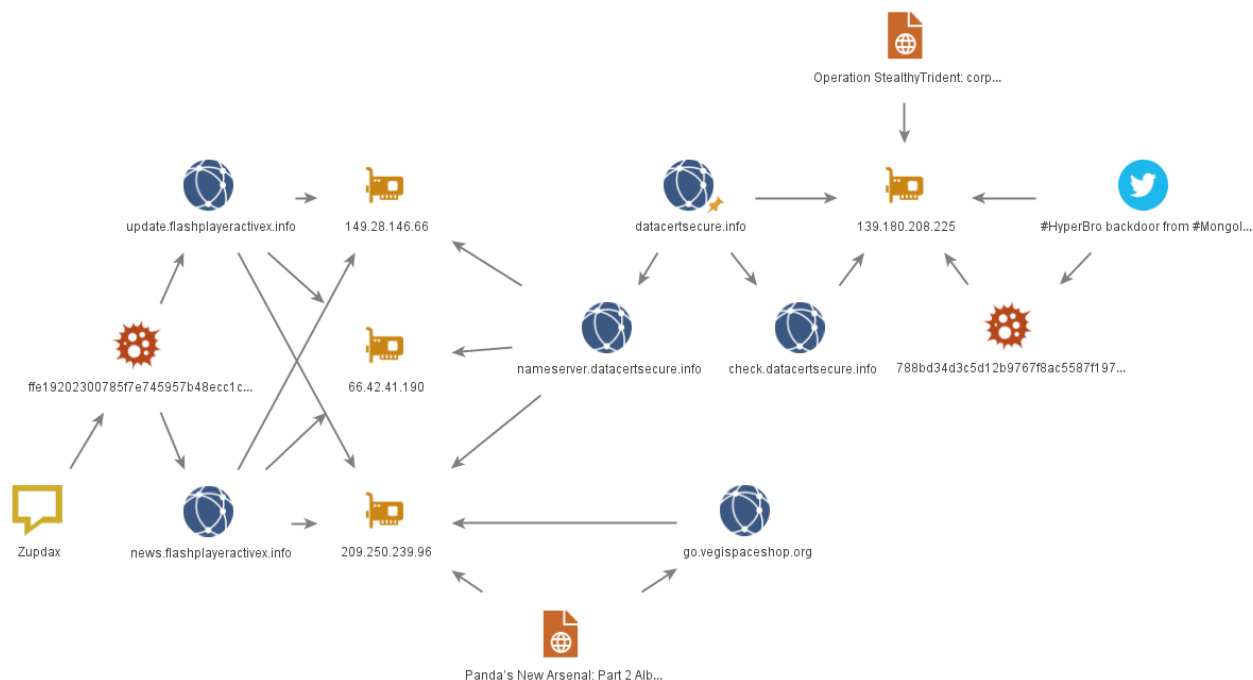 Operation StealthyTrident: corp...
update.flashplayeractivex.info
149.28.146.66
datacertsecure.info
139.180.208.225
#HyperBro backdoor from #Mongol...
ffe19202300785f7e745957b48ecc1c...
66.42.41.190
nameserver.datacertsecure.info
check.datacertsecure.info
788bd34d3c5d12b9767f8ac5587f197...
Zupdax
news.flashplayeractivex.info
209.250.239.96
go.vegispaceshop.org
Panda's New Arsenal: Part 2 Alb...